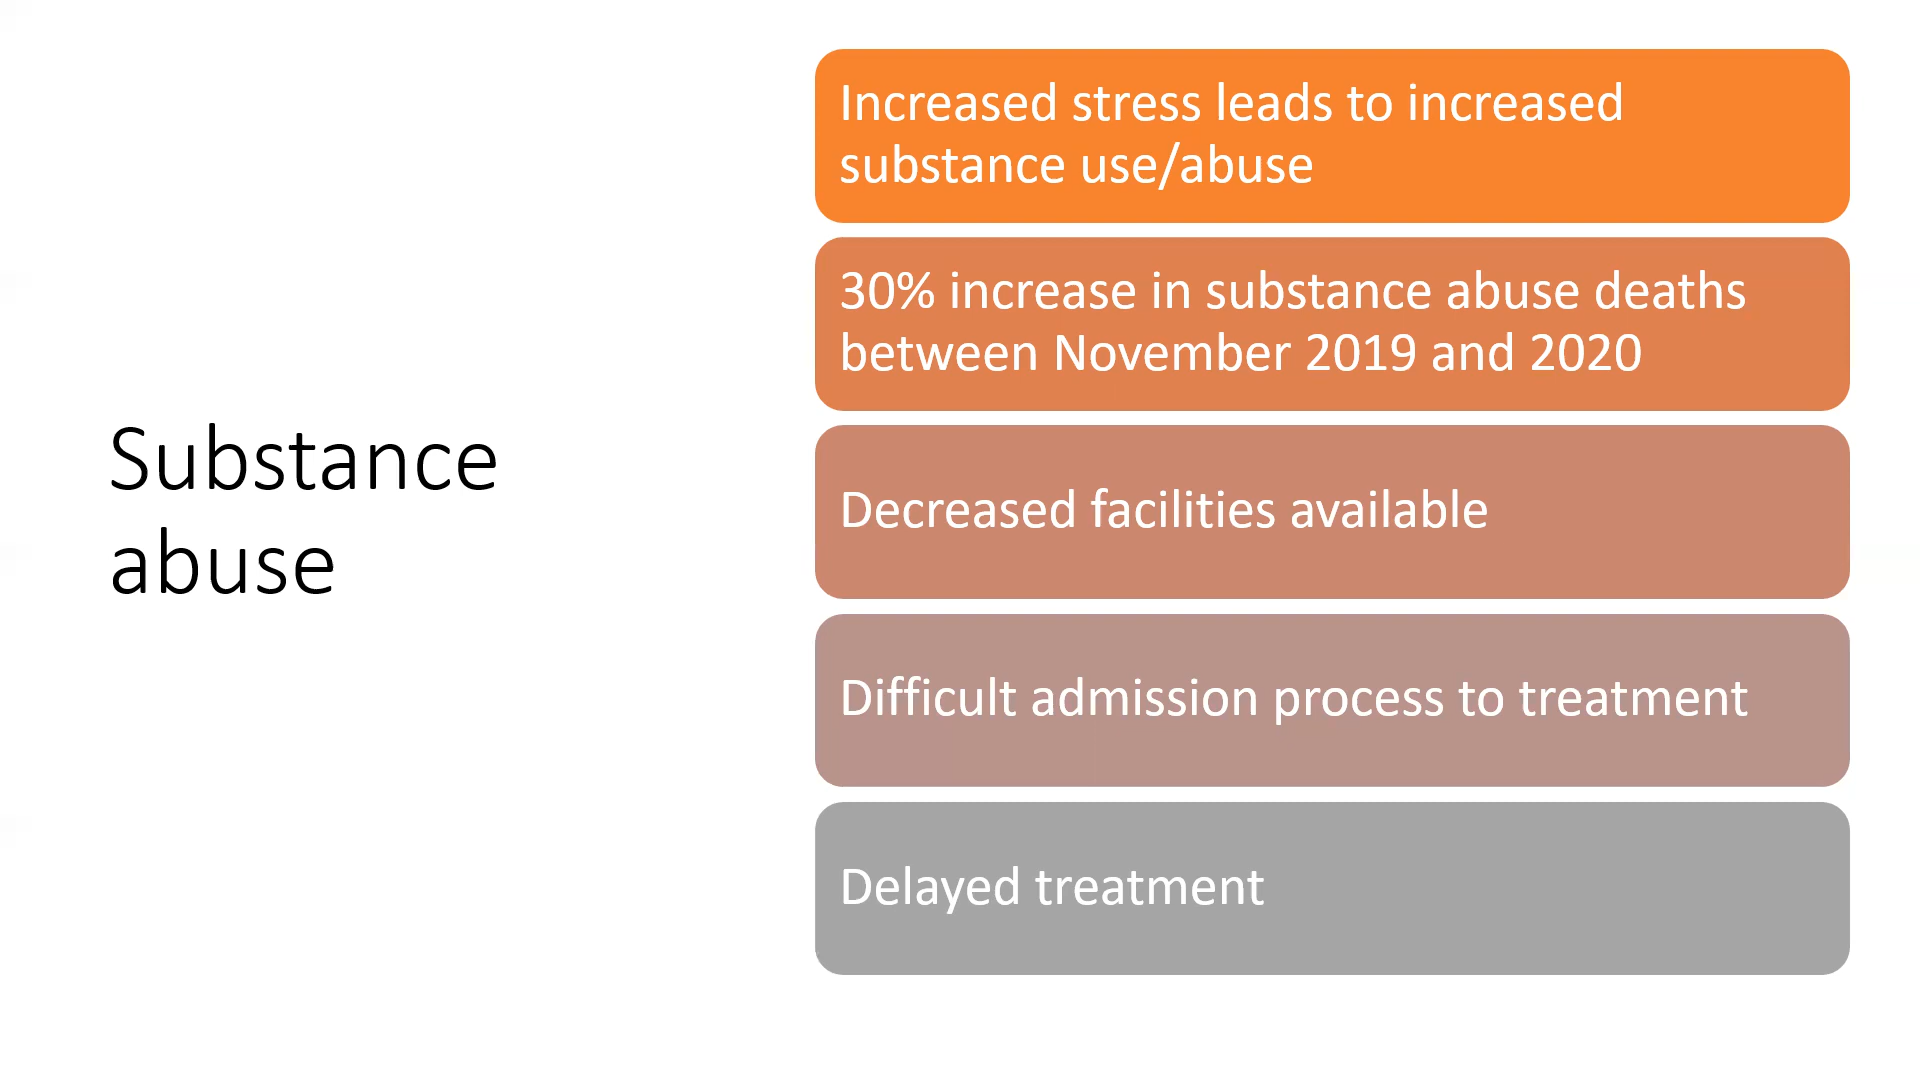 Substance
abuse
Increased stress leads to increased
substance use/abuse
30% increase in substance abuse deaths
between November 2019 and 2020
Decreased facilities available
Difficult admission process to treatment
Delayed treatment